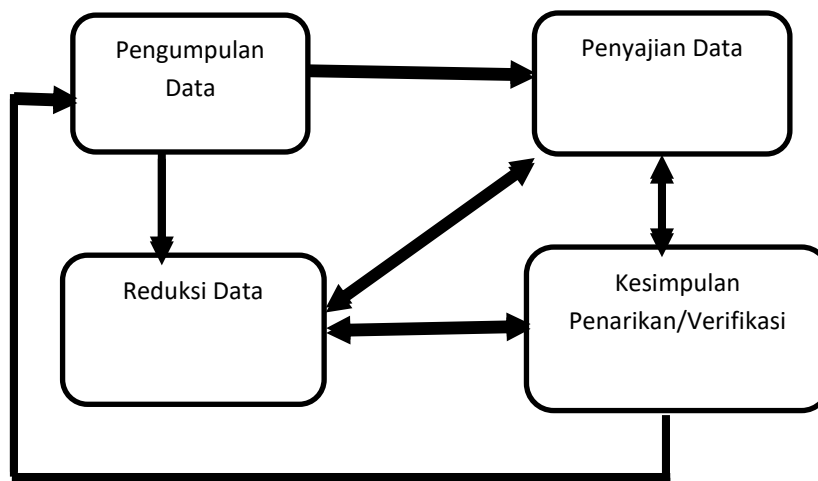 Pengumpulan
Data
Penyajian Data
Reduksi Data
Kesimpulan
Penarikan/Verifikasi